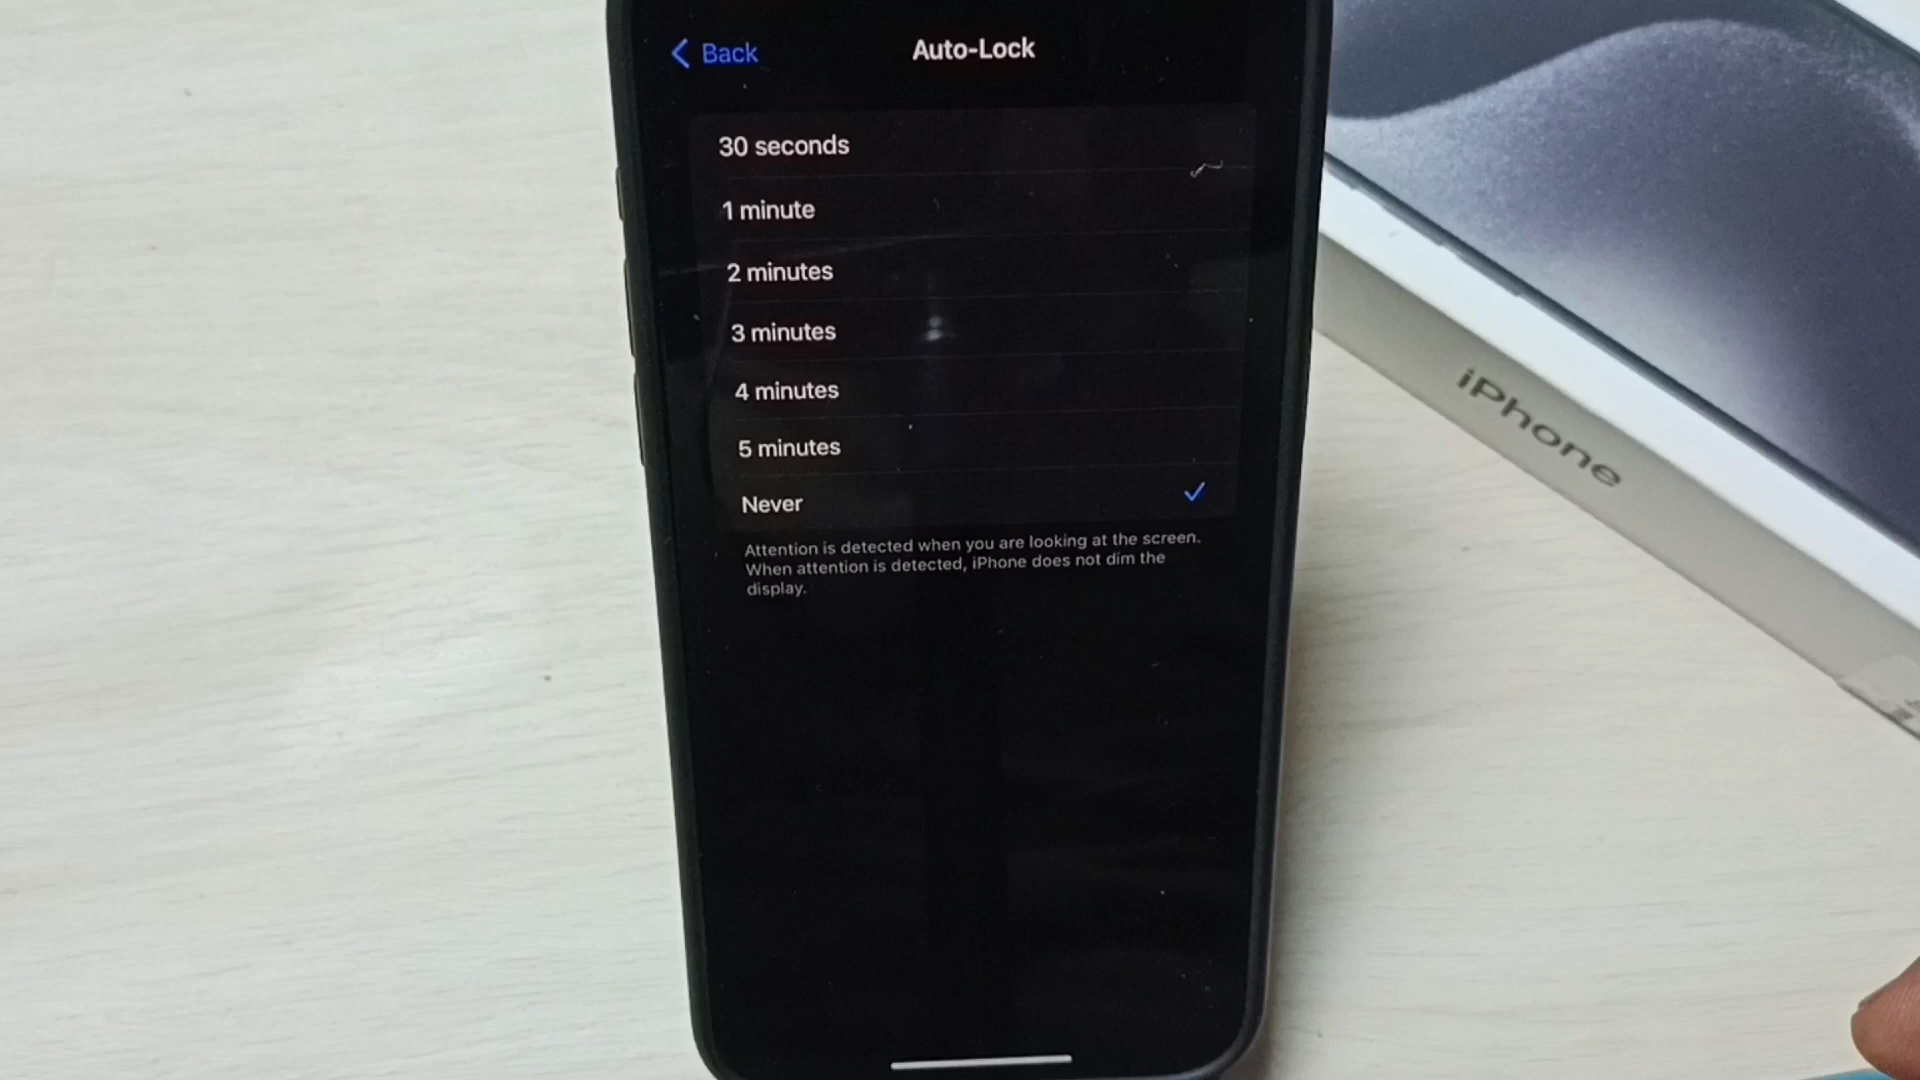 Back
Auto-Lock
30 seconds
1 minute
2 minutes
3 minutes
4 minutes
5 minutes
Never
Attention is detected when you are looking at the screen.
When attention is detected, iPhone does not dim the
display.
iPhone